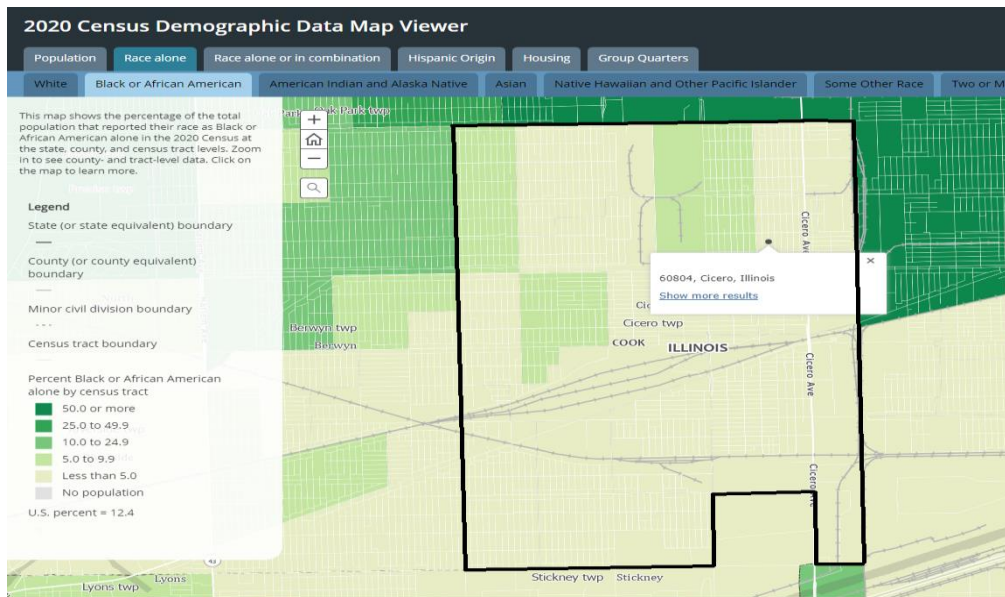 2020 Census Demographic Data Map Viewer
Population Race alone Race alone or in combination Hispanic Origin Housing Group Quarters
White Black or African American American Indian and Alaska Native Asian Native Hawaiian and Other Pacific Islander Some Other Race Two or M
This map shows the percentage of the total
population that reported their race as Black or
African American alone in the 2020 Census at
the state, county, and census tract levels. Zoom
in to see county- and tract-level data. Click on
the map to learn more.
Legend
State (or state equivalent) boundary
County (or county equivalent)
boundary
Minor civil division boundary
Census tract boundary
Percent Black or African American
alone by census tract
50.0 or more
25.0 to 49.9
10.0 to 24.9
5.0 to 9.9
Less than 5.0
No population
U.S. percent = 12.4
Oak Park twp
+
−
Cicero Ave
60804, Cicero, Illinois
×
Show more results
Cicero twp
Berwyn twp
Berwyn
COOK
ILLINOIS
Cicero Ave
Cicero Ave
43
Lyons
Lyons twp
Stickney twp Stickney